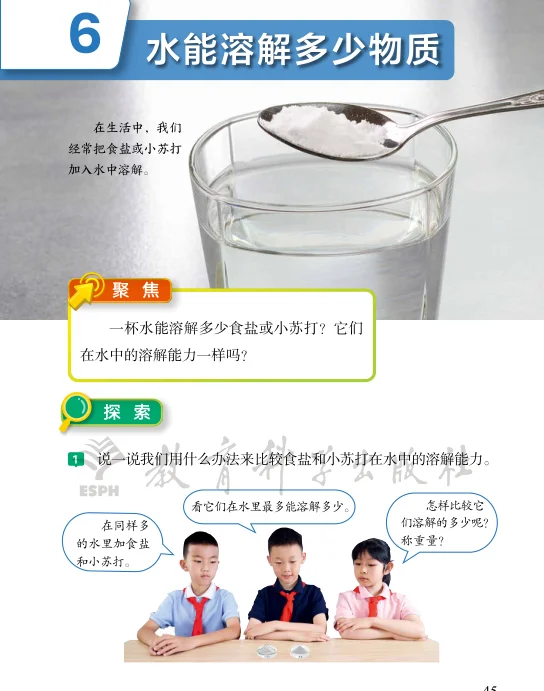 6
水能溶解多少物质
在生活中，我们
经常把食盐或小苏打
加入水中溶解。
聚焦
一杯水能溶解多少食盐或小苏打？它们
在水中的溶解能力一样吗？
探索
1 说一说我们用什么办法来比较食盐和小苏打在水中的溶解能力。
ESPH 教育科学出版社
在同样多
的水里加食盐
和小苏打。
看它们在水里最多能溶解多少。
怎样比较它
们溶解的多少呢？
称重量？
45